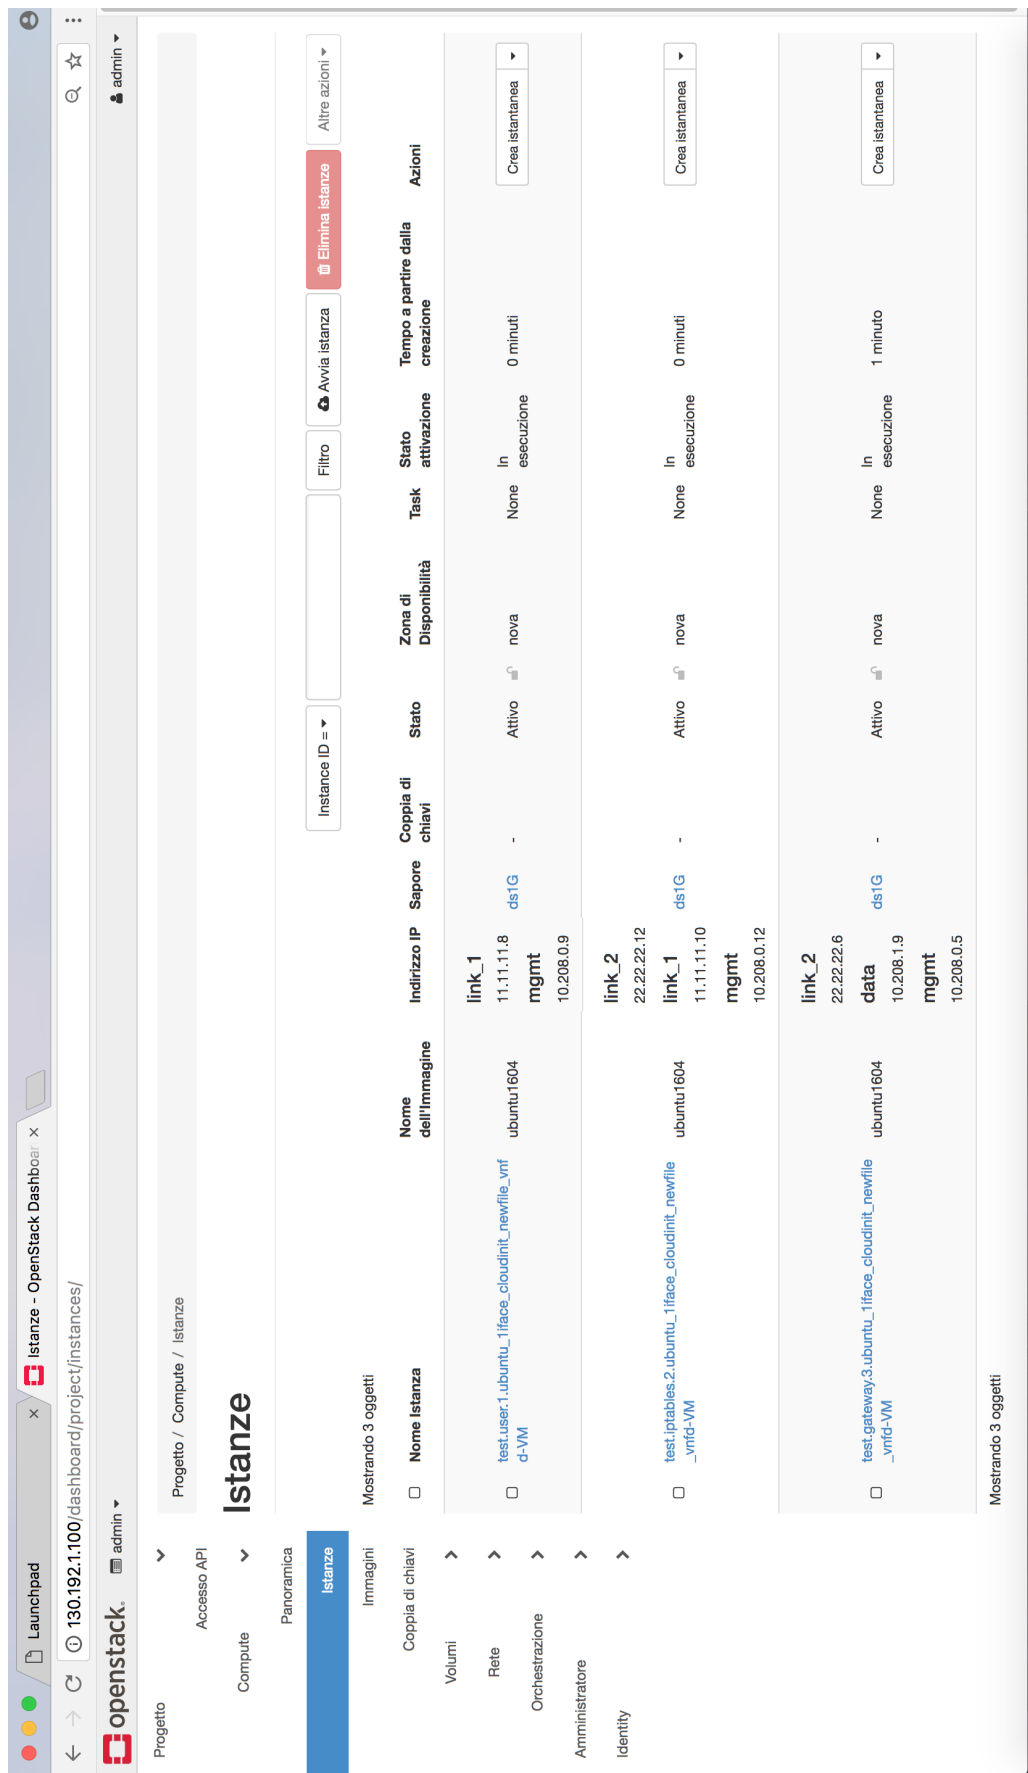 Launchpad
Istanze - OpenStack Dashboar
130.192.1.100/dashboard/project/instances/
openstack.
admin
admin
Progetto
Accesso API
Compute
Panoramica
Istanze
Immagini
Coppia di chiavi
Volumi
Rete
Orchestrazione
Amministratore
Identity
Progetto / Compute / Istanze
Istanze
Instance ID =
Filtro
Avvia istanza
Elimina istanze
Altre azioni
Mostrando 3 oggetti
Nome Istanza
Nome
dell'Immagine
Indirizzo IP
Sapore
Coppia di
chiavi
Stato
Zona di
Disponibilità
Task
Stato
attivazione
Tempo a partire dalla
creazione
Azioni
test.user.1.ubuntu_1iface_cloudinit_newfile_vnf
d-VM
ubuntu1604
link_1
11.11.11.8
mgmt
10.208.0.9
ds1G
-
Attivo
nova
None
In
esecuzione
0 minuti
Crea istantanea
test.iptables.2.ubuntu_1iface_cloudinit_newfile
_vnfd-VM
ubuntu1604
link_2
22.22.22.12
link_1
11.11.11.10
mgmt
10.208.0.12
ds1G
-
Attivo
nova
None
In
esecuzione
0 minuti
Crea istantanea
test.gateway.3.ubuntu_1iface_cloudinit_newfile
_vnfd-VM
ubuntu1604
link_2
22.22.22.6
data
10.208.1.9
mgmt
10.208.0.5
ds1G
-
Attivo
nova
None
In
esecuzione
1 minuto
Crea istantanea
Mostrando 3 oggetti